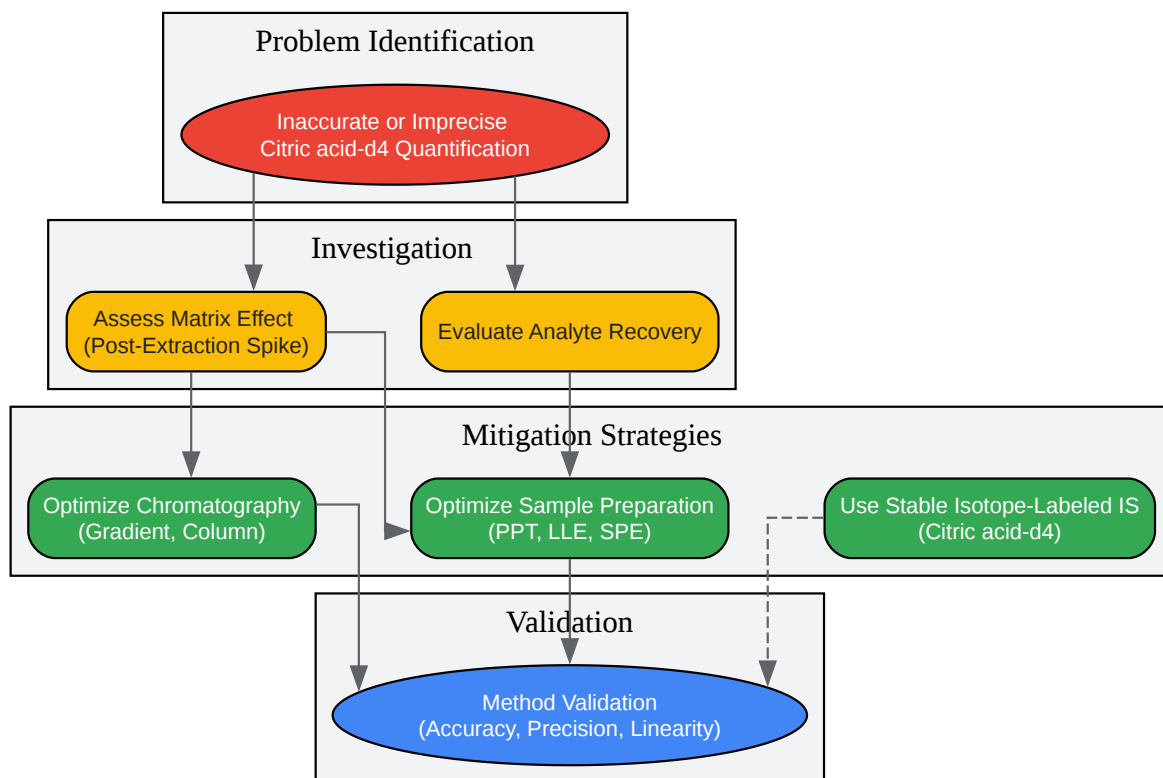 Problem Identification
Inaccurate or Imprecise
Citric acid-d4 Quantification
Investigation
Assess Matrix Effect
(Post-Extraction Spike)
Evaluate Analyte Recovery
Mitigation Strategies
Optimize Chromatography
(Gradient, Column)
Optimize Sample Preparation
(PPT, LLE, SPE)
Use Stable Isotope-Labeled IS
(Citric acid-d4)
Validation
Method Validation
(Accuracy, Precision, Linearity)